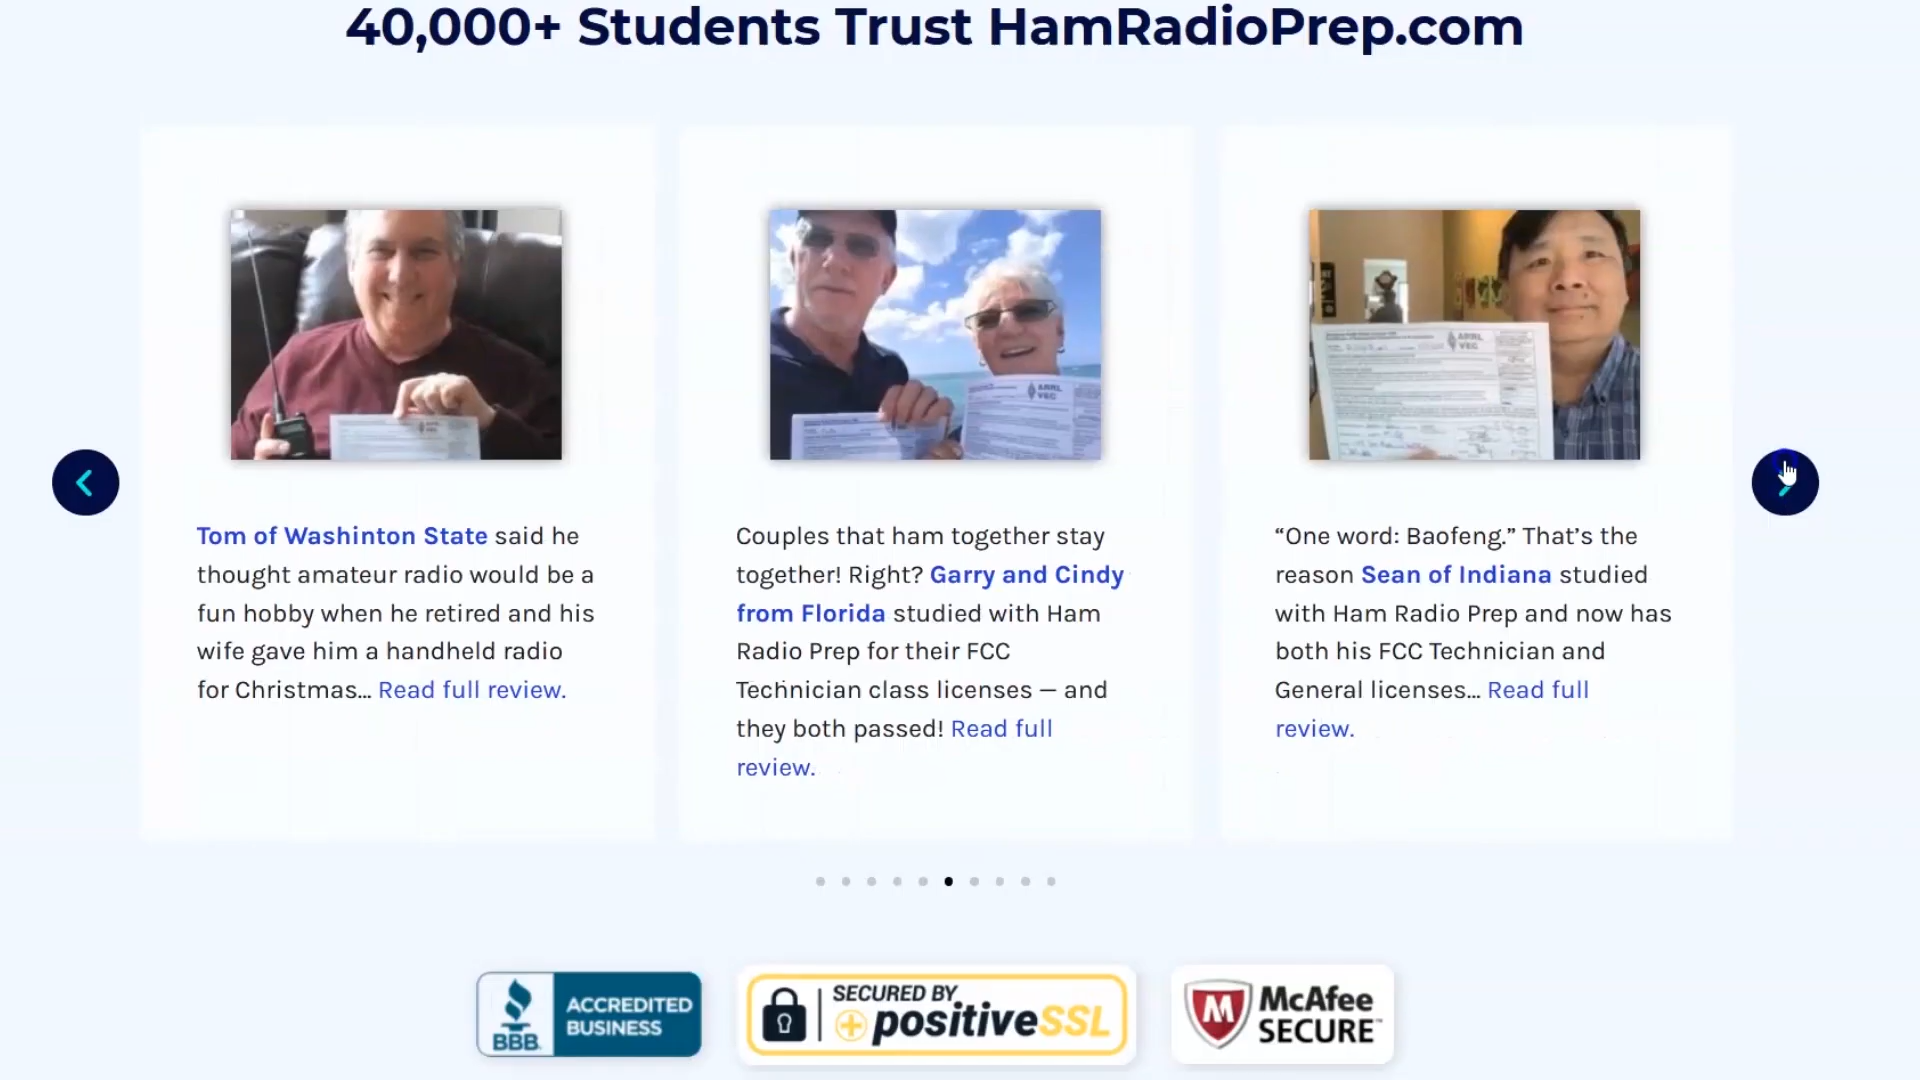 40,000+ Students Trust HamRadioPrep.com
ARRL
VEC
ARRL
VEC
Tom of Washinton State said he
thought amateur radio would be a
fun hobby when he retired and his
wife gave him a handheld radio
for Christmas... Read full review.
Couples that ham together stay
together! Right? Garry and Cindy
from Florida studied with Ham
Radio Prep for their FCC
Technician class licenses — and
they both passed! Read full
review.
“One word: Baofeng.” That’s the
reason Sean of Indiana studied
with Ham Radio Prep and now has
both his FCC Technician and
General licenses... Read full
review.
BBB
ACCREDITED
BUSINESS
SECURED BY
positiveSSL
McAfee
SECURE™